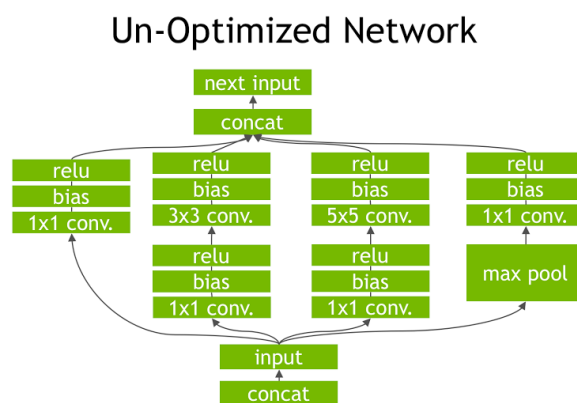 Un-Optimized Network
next input
concat
relu
bias
1x1 conv.
relu
bias
3x3 conv.
relu
bias
1x1 conv.
relu
bias
5x5 conv.
relu
bias
1x1 conv.
relu
bias
1x1 conv.
max pool
input
concat